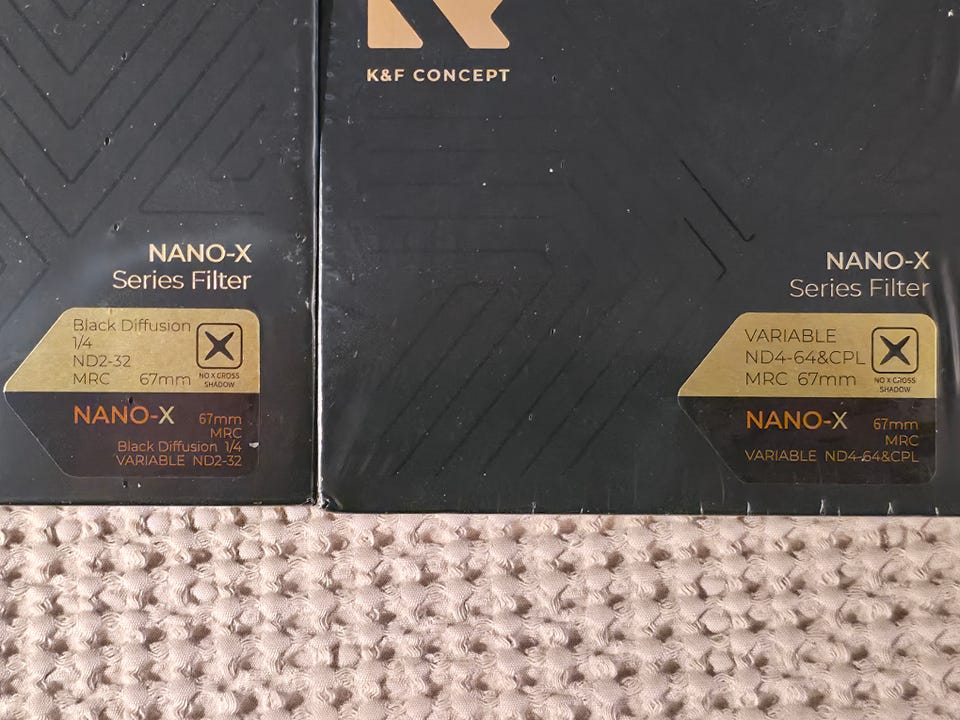 NANO-X
Series Filter
Black Diffusion
1/4
ND2-32
MRC 67mm
NO X CROSS
SHADOW
NANO-X 67mm
MRC
Black Diffusion 1/4
VARIABLE ND2-32
K&F CONCEPT
NANO-X
Series Filter
VARIABLE
ND4-64&CPL
MRC 67mm
NO X CROSS
SHADOW
NANO-X 67mm
MRC
VARIABLE ND4-64&CPL